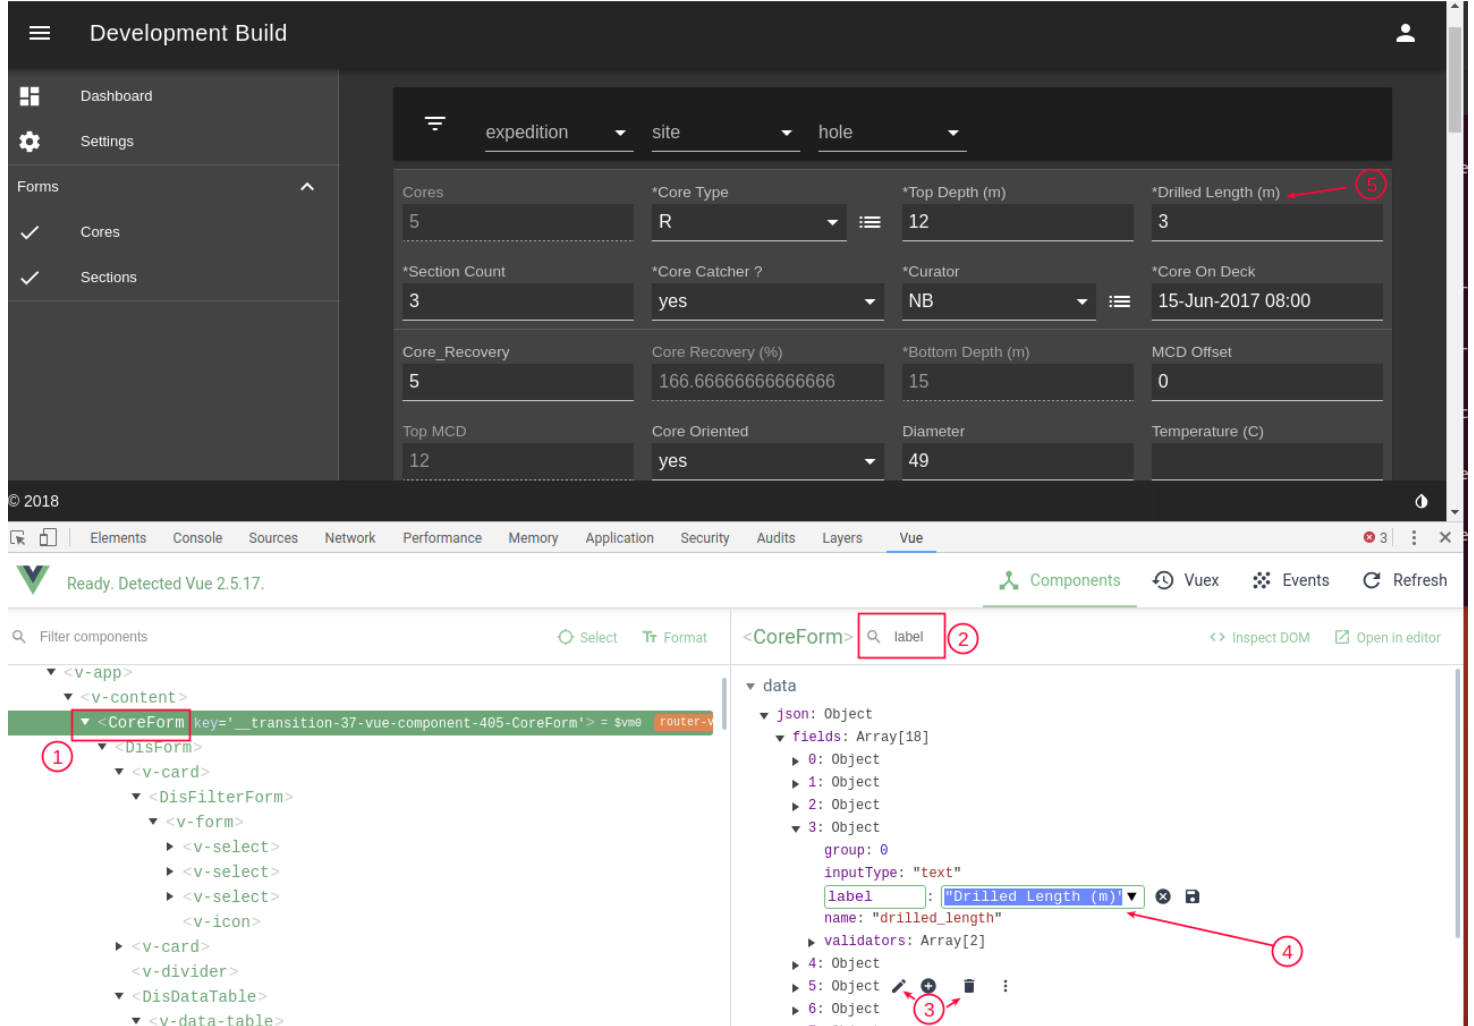 Development Build
Dashboard
Settings
Forms
Cores
Sections
expedition site hole
Cores *Core Type *Top Depth (m) *Drilled Length (m) 5
5 R 12 3
*Section Count *Core Catcher ? *Curator *Core On Deck
3 yes NB 15-Jun-2017 08:00
Core_Recovery Core Recovery (%) *Bottom Depth (m) MCD Offset
5 166.66666666666666 15 0
Top MCD Core Oriented Diameter Temperature (C)
12 yes 49
© 2018
Elements Console Sources Network Performance Memory Application Security Audits Layers Vue 3
Ready. Detected Vue 2.5.17. Components Vuex Events Refresh
Filter components Select Format
<CoreForm> label 2 Inspect DOM Open in editor
<v-app>
<v-content>
<CoreForm key='__transition-37-vue-component-405-CoreForm'> = $vm0 router-v
1
<DisForm>
<v-card>
<DisFilterForm>
<v-form>
<v-select>
<v-select>
<v-select>
<v-icon>
<v-card>
<v-divider>
<DisDataTable>
<v-data-table>
data
json: Object
fields: Array[18]
0: Object
1: Object
2: Object
3: Object
group: 0
inputType: "text"
label : "Drilled Length (m)"
name: "drilled_length"
validators: Array[2]
4
4: Object
5: Object
3
6: Object